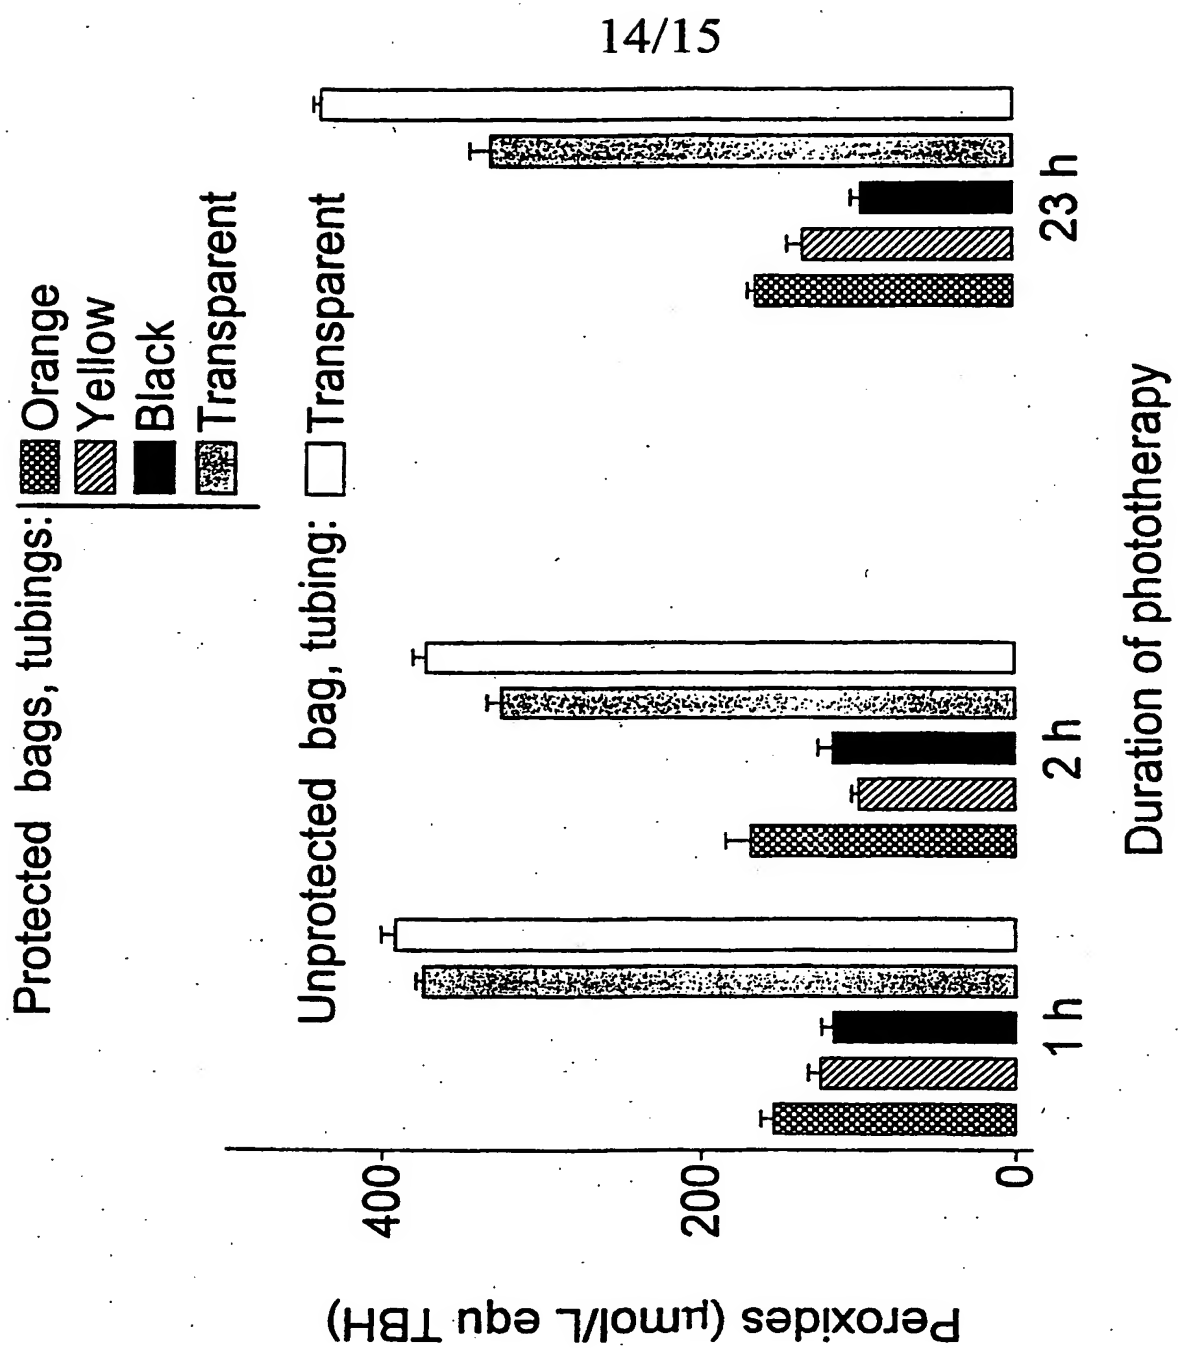 14/15
Protected bags, tubings:
Orange
Yellow
Black
Transparent
Unprotected bag, tubing:
Transparent
Peroxides (µmol/L equ TBH)
400
200
0
1 h
2 h
23 h
Duration of phototherapy